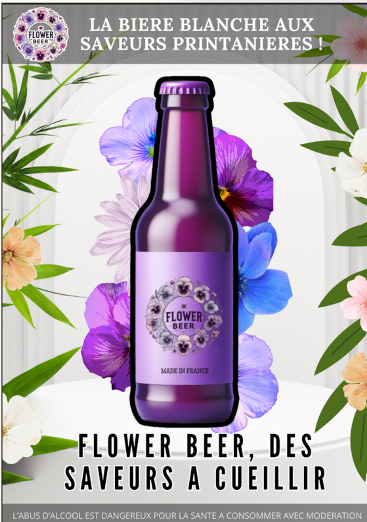 FLOWER
BEER
LA BIERE BLANCHE AUX
SAVEURS PRINTANIERES !
FLOWER
BEER
MADE IN FRANCE
FLOWER BEER, DES
SAVEURS A CUEILLIR
L'ABUS D'ALCOOL EST DANGEREUX POUR LA SANTE A CONSOMMER AVEC MODERATION